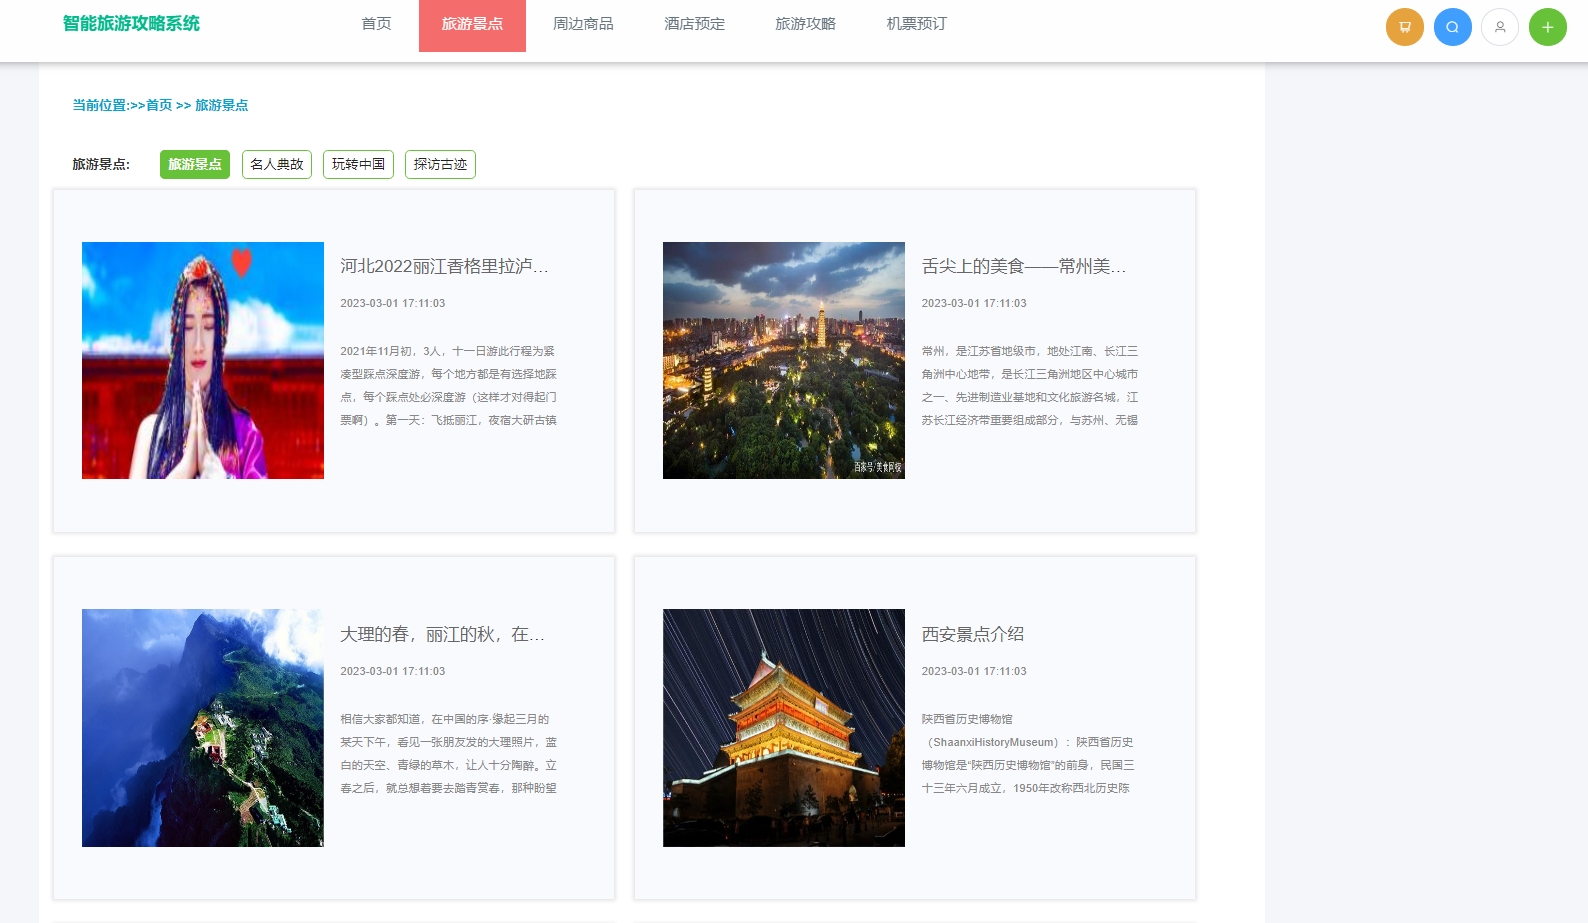 智能旅游攻略系统
首页
旅游景点
周边商品
酒店预定
旅游攻略
机票预订
当前位置:>>首页 >> 旅游景点
旅游景点:
旅游景点
名人典故
玩转中国
探访古迹
河北2022丽江香格里拉泸...
2023-03-01 17:11:03
2021年11月初，3人，十一日游此行程为紧
凑型踩点深度游，每个地方都是有选择地踩
点，每个踩点处必深度游（这样才对得起门
票啊）。第一天：飞抵丽江，夜宿大研古镇
舌尖上的美食——常州美...
2023-03-01 17:11:03
常州，是江苏省地级市，地处江南、长江三
角洲中心地带，是长江三角洲地区中心城市
之一、先进制造业基地和文化旅游名城，江
苏长江经济带重要组成部分，与苏州、无锡
百家号/美食网权
大理的春，丽江的秋，在...
2023-03-01 17:11:03
相信大家都知道，在中国的序·缘起三月的
某天下午，看见一张朋友发的大理照片，蓝
白的天空、青绿的草木，让人十分陶醉。立
春之后，就总想着要去踏青赏春，那种盼望
西安景点介绍
2023-03-01 17:11:03
陕西省历史博物馆
（ShaanxiHistoryMuseum）：陕西省历史
博物馆是“陕西历史博物馆”的前身，民国三
十三年六月成立，1950年改称西北历史陈